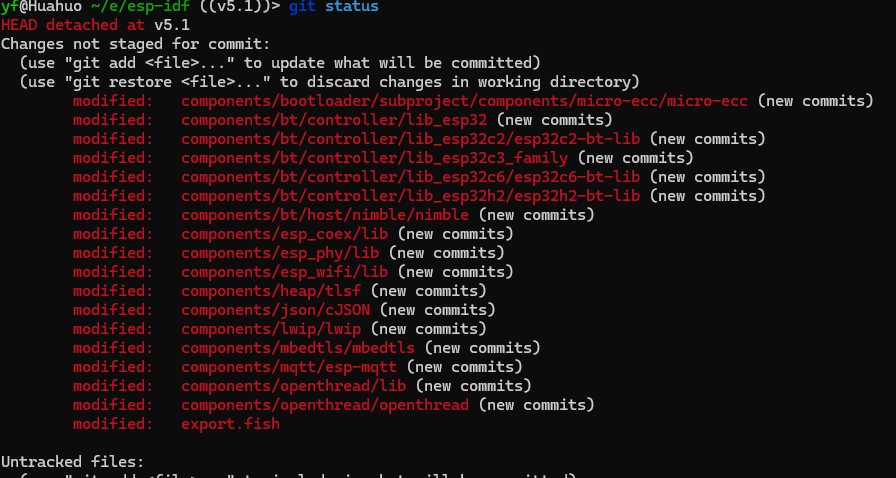 yf@Huahuo ~/e/esp-idf ((v5.1))> git status
HEAD detached at v5.1
Changes not staged for commit:
  (use "git add <file>..." to update what will be committed)
  (use "git restore <file>..." to discard changes in working directory)
        modified:   components/bootloader/subproject/components/micro-ecc/micro-ecc (new commits)
        modified:   components/bt/controller/lib_esp32 (new commits)
        modified:   components/bt/controller/lib_esp32c2/esp32c2-bt-lib (new commits)
        modified:   components/bt/controller/lib_esp32c3_family (new commits)
        modified:   components/bt/controller/lib_esp32c6/esp32c6-bt-lib (new commits)
        modified:   components/bt/controller/lib_esp32h2/esp32h2-bt-lib (new commits)
        modified:   components/bt/host/nimble/nimble (new commits)
        modified:   components/esp_coex/lib (new commits)
        modified:   components/esp_phy/lib (new commits)
        modified:   components/esp_wifi/lib (new commits)
        modified:   components/heap/tlsf (new commits)
        modified:   components/json/cJSON (new commits)
        modified:   components/lwip/lwip (new commits)
        modified:   components/mbedtls/mbedtls (new commits)
        modified:   components/mqtt/esp-mqtt (new commits)
        modified:   components/openthread/lib (new commits)
        modified:   components/openthread/openthread (new commits)
        modified:   export.fish

Untracked files: